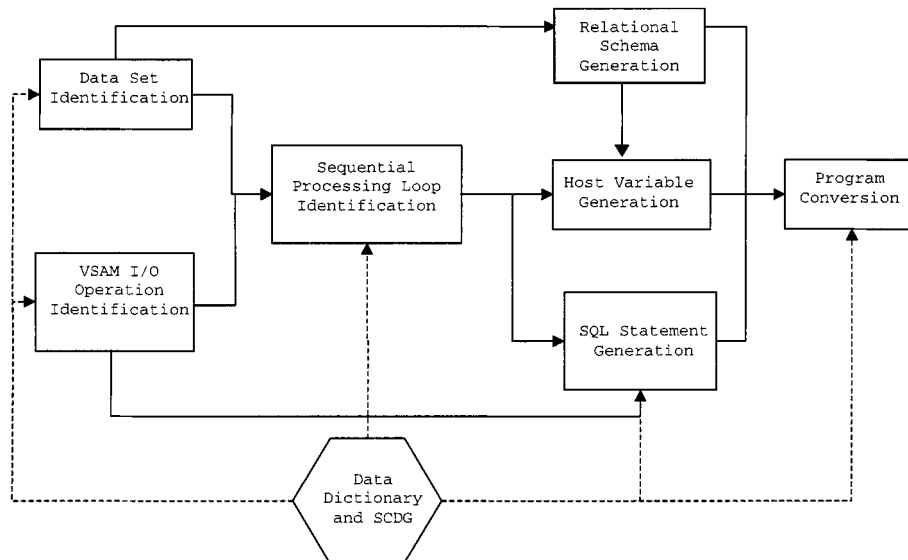 Relational
Schema
Generation
Data Set
Identification
Sequential
Processing Loop
Identification
Host Variable
Generation
Program
Conversion
VSAM I/O
Operation
Identification
SQL Statement
Generation
Data
Dictionary
and SCDG